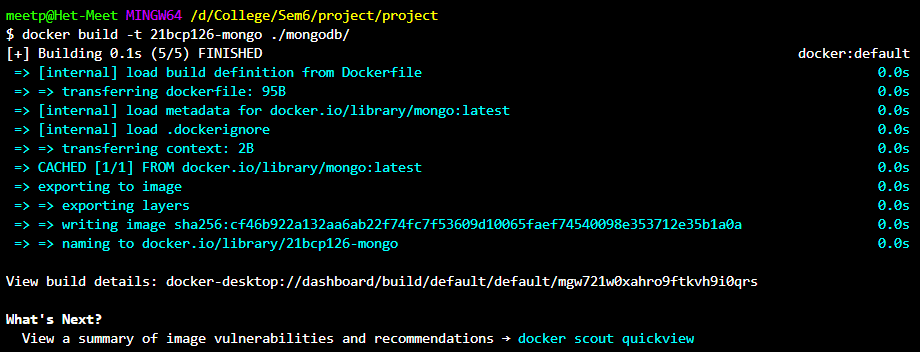 meetp@Het-Meet MINGW64 /d/College/Sem6/project/project
$ docker build -t 21bcp126-mongo ./mongodb/
[+] Building 0.1s (5/5) FINISHED docker:default
=> [internal] load build definition from Dockerfile 0.0s
=> => transferring dockerfile: 95B 0.0s
=> [internal] load metadata for docker.io/library/mongo:latest 0.0s
=> [internal] load .dockerignore 0.0s
=> => transferring context: 2B 0.0s
=> CACHED [1/1] FROM docker.io/library/mongo:latest 0.0s
=> exporting to image 0.0s
=> => exporting layers 0.0s
=> => writing image sha256:cf46b922a132aa6ab22f74fc7f53609d10065faef74540098e353712e35b1a0a 0.0s
=> => naming to docker.io/library/21bcp126-mongo 0.0s
View build details: docker-desktop://dashboard/build/default/default/mgw721w0xahro9ftkvh9i0qrs
What's Next?
View a summary of image vulnerabilities and recommendations → docker scout quickview